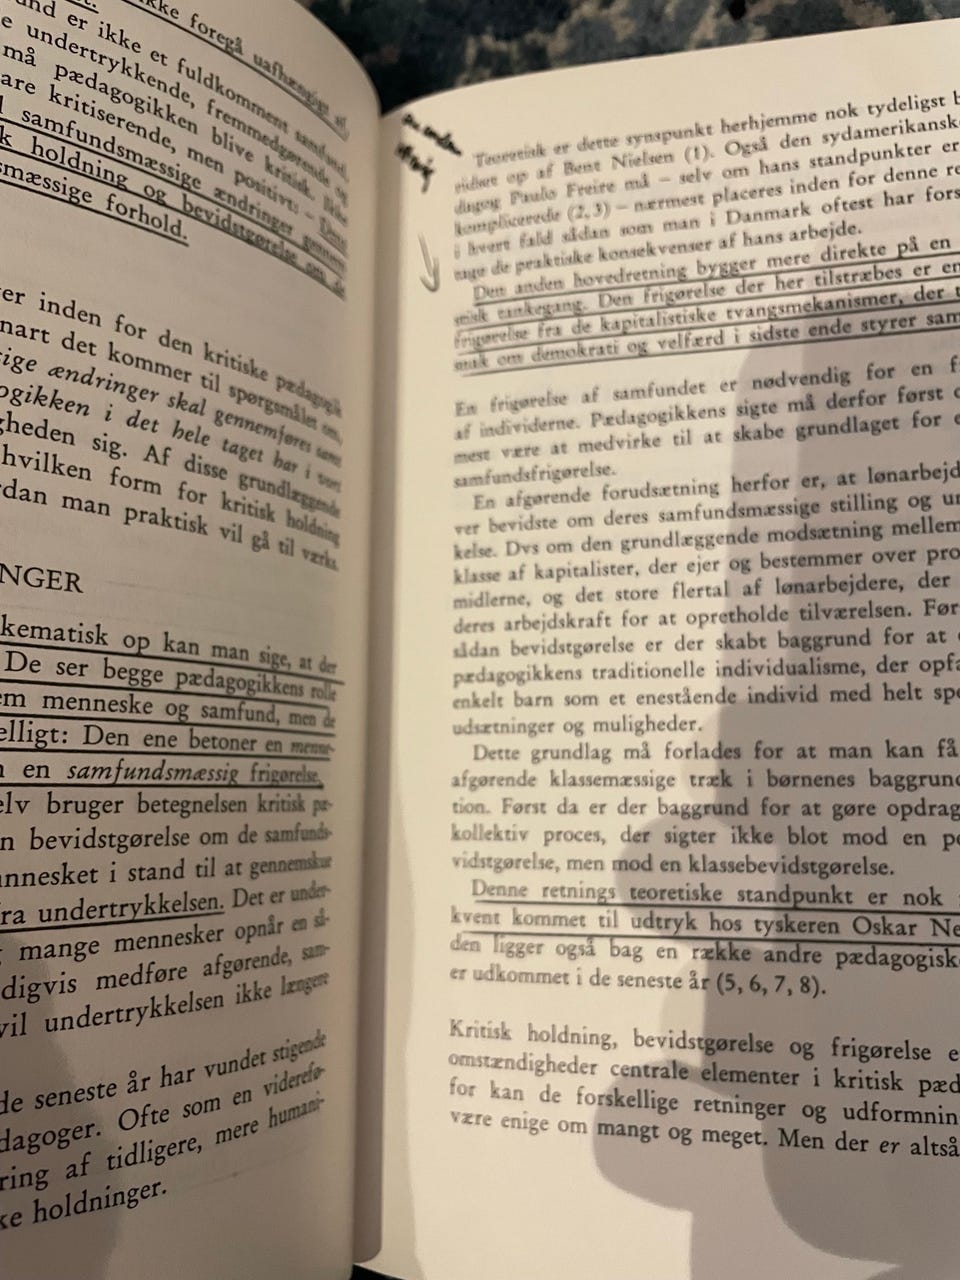 ikke foregå uafhængigt af,
und er ikke et fuldkomment samfund,
e undertrykkende, fremmedgørende og
må pædagogikken blive kritisk. Ikke
are kritiserende, men positivt: – Dens
l samfundsmæssige ændringer gennem
k holdning og bevidstgørelse om de
smæssige forhold.
er inden for den kritiske pædagogik
nart det kommer til spørgsmålet om,
ige ændringer skal gennemføres samt
ogikken i det hele taget har i vort
gheden sig. Af disse grundlæggende
hvilken form for kritisk holdning
rdan man praktisk vil gå til værks.
NGER
kematisk op kan man sige, at der
De ser begge pædagogikkens rolle
em menneske og samfund, men de
elligt: Den ene betoner en menne-
n en samfundsmæssig frigørelse.
elv bruger betegnelsen kritisk pæ-
n bevidstgørelse om de samfunds-
nnesket i stand til at gennemskue
ra undertrykkelsen. Det er under-
mange mennesker opnår en så-
digvis medføre afgørende, sam-
vil undertrykkelsen ikke længere
de seneste år har vundet stigende
dagoger. Ofte som en viderefø-
ring af tidligere, mere humani-
ke holdninger.
Teoretisk er dette synspunkt herhjemme nok tydeligst b
ridset op af Bent Nielsen (1). Også den sydamerikanske
dagog Paulo Freire må – selv om hans standpunkter er
komplicerede (2, 3) – nærmest placeres inden for denne re
i hvert fald sådan som man i Danmark oftest har fors
tage de praktiske konsekvenser af hans arbejde.
Den anden hovedretning bygger mere direkte på en
tisk tankegang. Den frigørelse der her tilstræbes er en
frigørelse fra de kapitalistiske tvangsmekanismer, der t
snak om demokrati og velfærd i sidste ende styrer sam
En frigørelse af samfundet er nødvendig for en f
af individerne. Pædagogikkens sigte må derfor først o
mest være at medvirke til at skabe grundlaget for e
samfundsfrigørelse.
En afgørende forudsætning herfor er, at lønarbejd
ver bevidste om deres samfundsmæssige stilling og un
kelse. Dvs om den grundlæggende modsætning mellem
klasse af kapitalister, der ejer og bestemmer over pro
midlerne, og det store flertal af lønarbejdere, der
deres arbejdskraft for at opretholde tilværelsen. Før
sådan bevidstgørelse er der skabt baggrund for at
pædagogikkens traditionelle individualisme, der opfa
enkelt barn som et enestående individ med helt spe
udsætninger og muligheder.
Dette grundlag må forlades for at man kan få
afgørende klassemæssige træk i børnenes baggrund
tion. Først da er der baggrund for at gøre opdrag
kollektiv proces, der sigter ikke blot mod en pe
vidstgørelse, men mod en klassebevidstgørelse.
Denne retnings teoretiske standpunkt er nok
kvent kommet til udtryk hos tyskeren Oskar Ne
den ligger også bag en række andre pædagogisk
er udkommet i de seneste år (5, 6, 7, 8).
Kritisk holdning, bevidstgørelse og frigørelse e
omstændigheder centrale elementer i kritisk pæd
for kan de forskellige retninger og udformnin
være enige om mangt og meget. Men der er altså